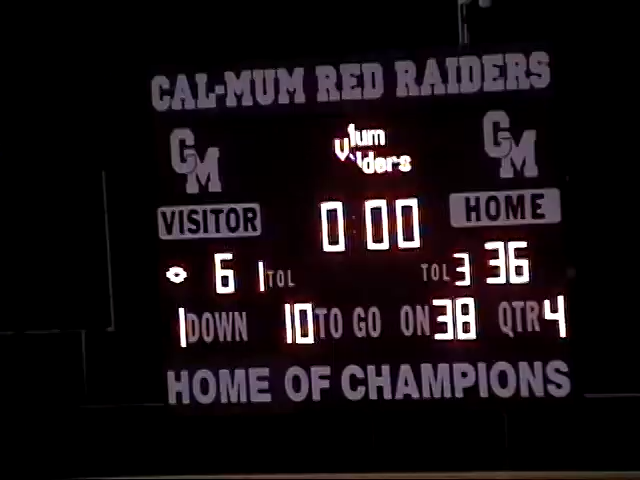 CAL-MUM RED RAIDERS
CM CM
VISITOR 0:00 HOME
6 1 TOL TOL 3 36
1 DOWN 10 TO GO ON 38 QTR 4
HOME OF CHAMPIONS